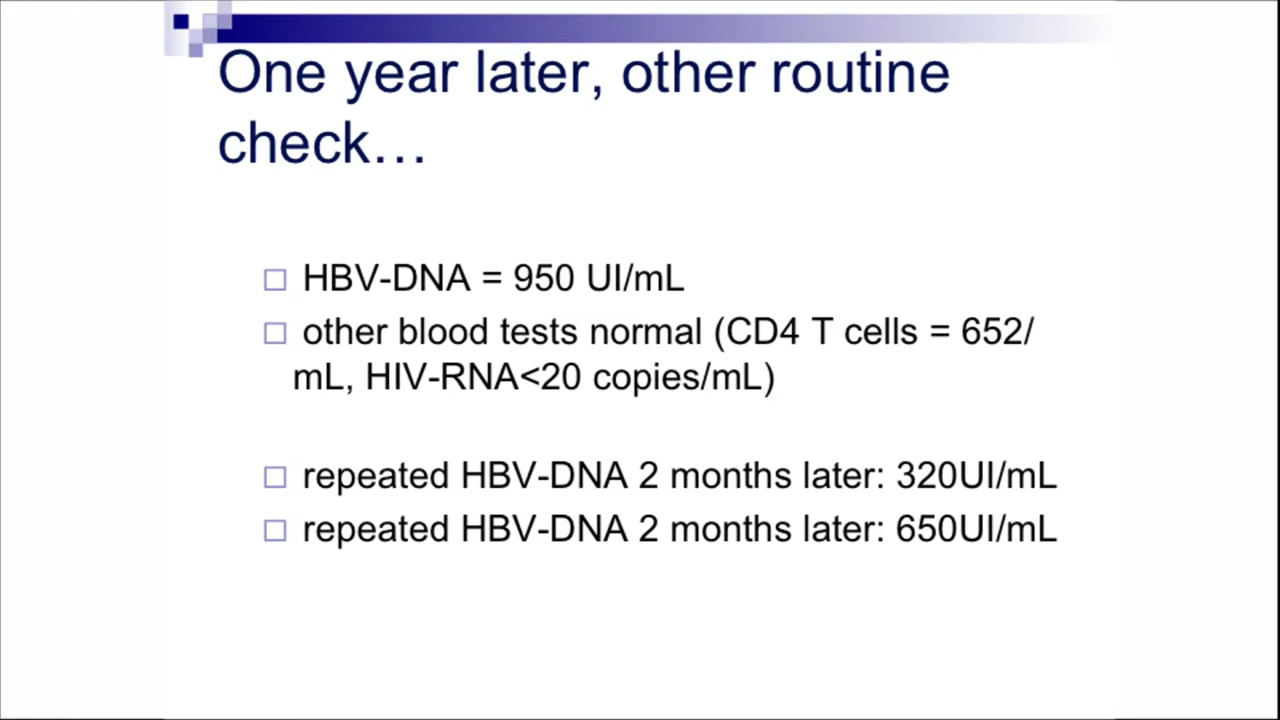 One year later, other routine
check…
HBV-DNA = 950 UI/mL
other blood tests normal (CD4 T cells = 652/
mL, HIV-RNA<20 copies/mL)
repeated HBV-DNA 2 months later: 320UI/mL
repeated HBV-DNA 2 months later: 650UI/mL